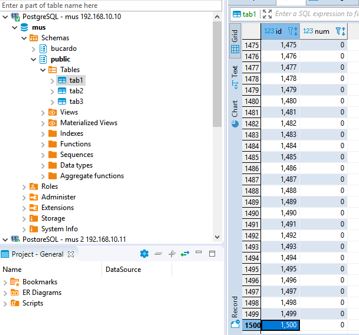 Enter a part of table name here
PostgreSQL - mus 192.168.10.10
mus
Schemas
bucardo
public
Tables
tab1
tab2
tab3
Views
Materialized Views
Indexes
Functions
Sequences
Data types
Aggregate functions
Roles
Administer
Extensions
Storage
System Info
PostgreSQL - mus 2 192.168.10.11
Project - General
Name DataSource
Bookmarks
ER Diagrams
Scripts
tab1 Enter a SQL expression to f
Grid
Text
Chart
Record
123 id 123 num
1475 1,475 0
1476 1,476 0
1477 1,477 0
1478 1,478 0
1479 1,479 0
1480 1,480 0
1481 1,481 0
1482 1,482 0
1483 1,483 0
1484 1,484 0
1485 1,485 0
1486 1,486 0
1487 1,487 0
1488 1,488 0
1489 1,489 0
1490 1,490 0
1491 1,491 0
1492 1,492 0
1493 1,493 0
1494 1,494 0
1495 1,495 0
1496 1,496 0
1497 1,497 0
1498 1,498 0
1499 1,499 0
1500 1,500 0